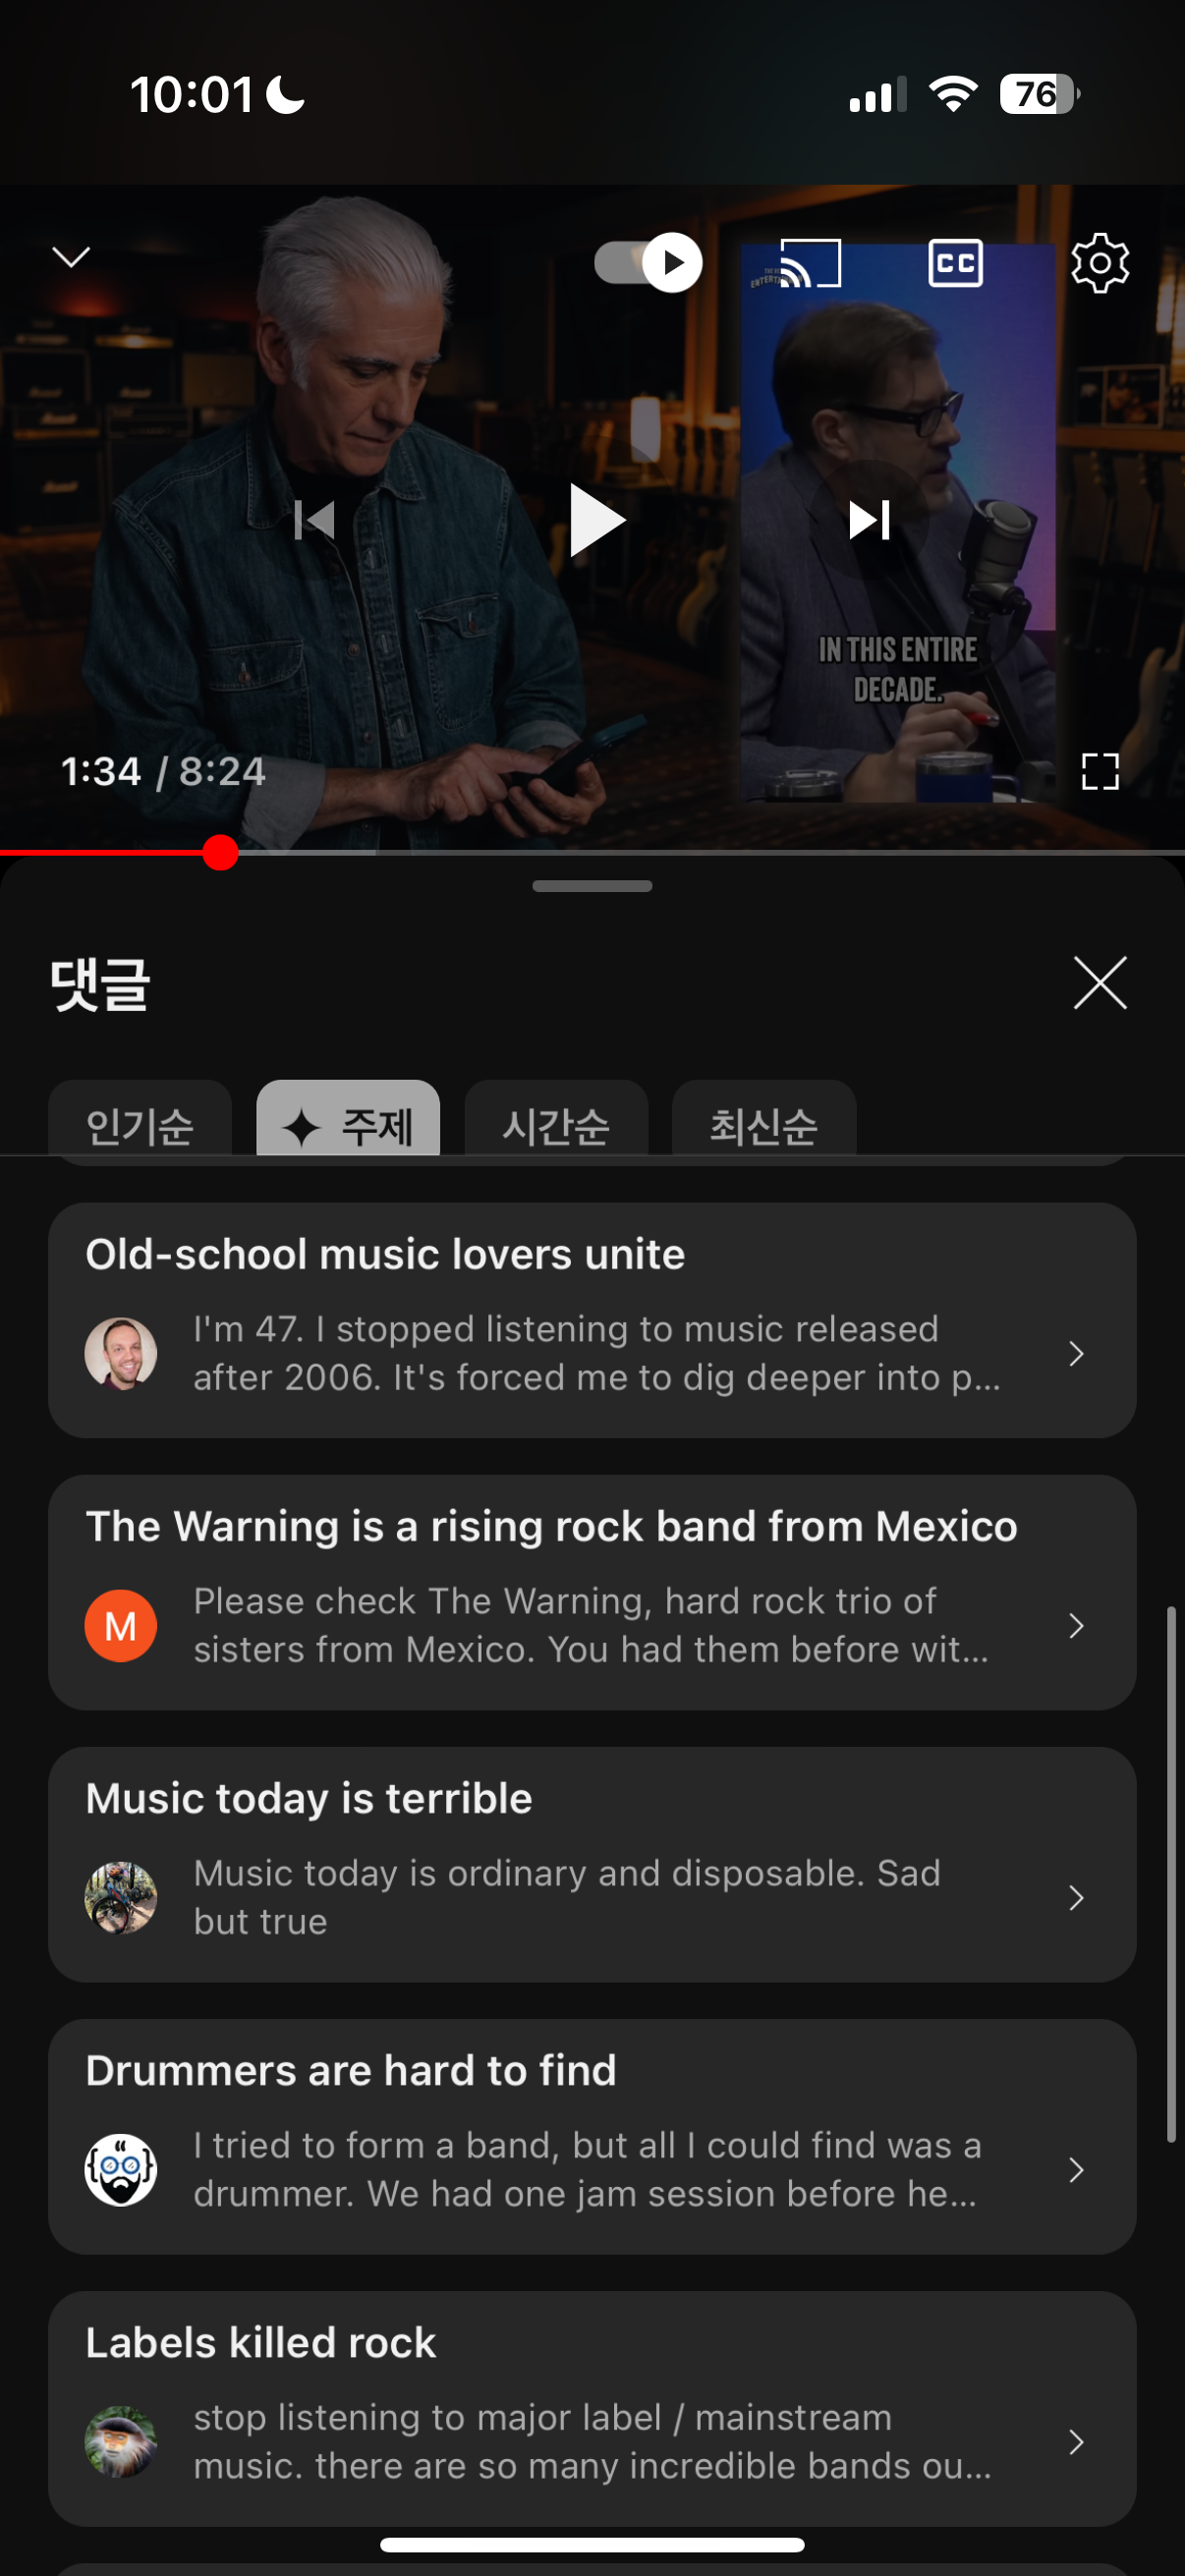 10:01
76
CC
IN THIS ENTIRE
DECADE.
1:34 / 8:24
댓글
인기순
주제
시간순
최신순
Old-school music lovers unite
I'm 47. I stopped listening to music released
after 2006. It's forced me to dig deeper into p...
The Warning is a rising rock band from Mexico
M
Please check The Warning, hard rock trio of
sisters from Mexico. You had them before wit...
Music today is terrible
Music today is ordinary and disposable. Sad
but true
Drummers are hard to find
I tried to form a band, but all I could find was a
drummer. We had one jam session before he...
Labels killed rock
stop listening to major label / mainstream
music. there are so many incredible bands ou...